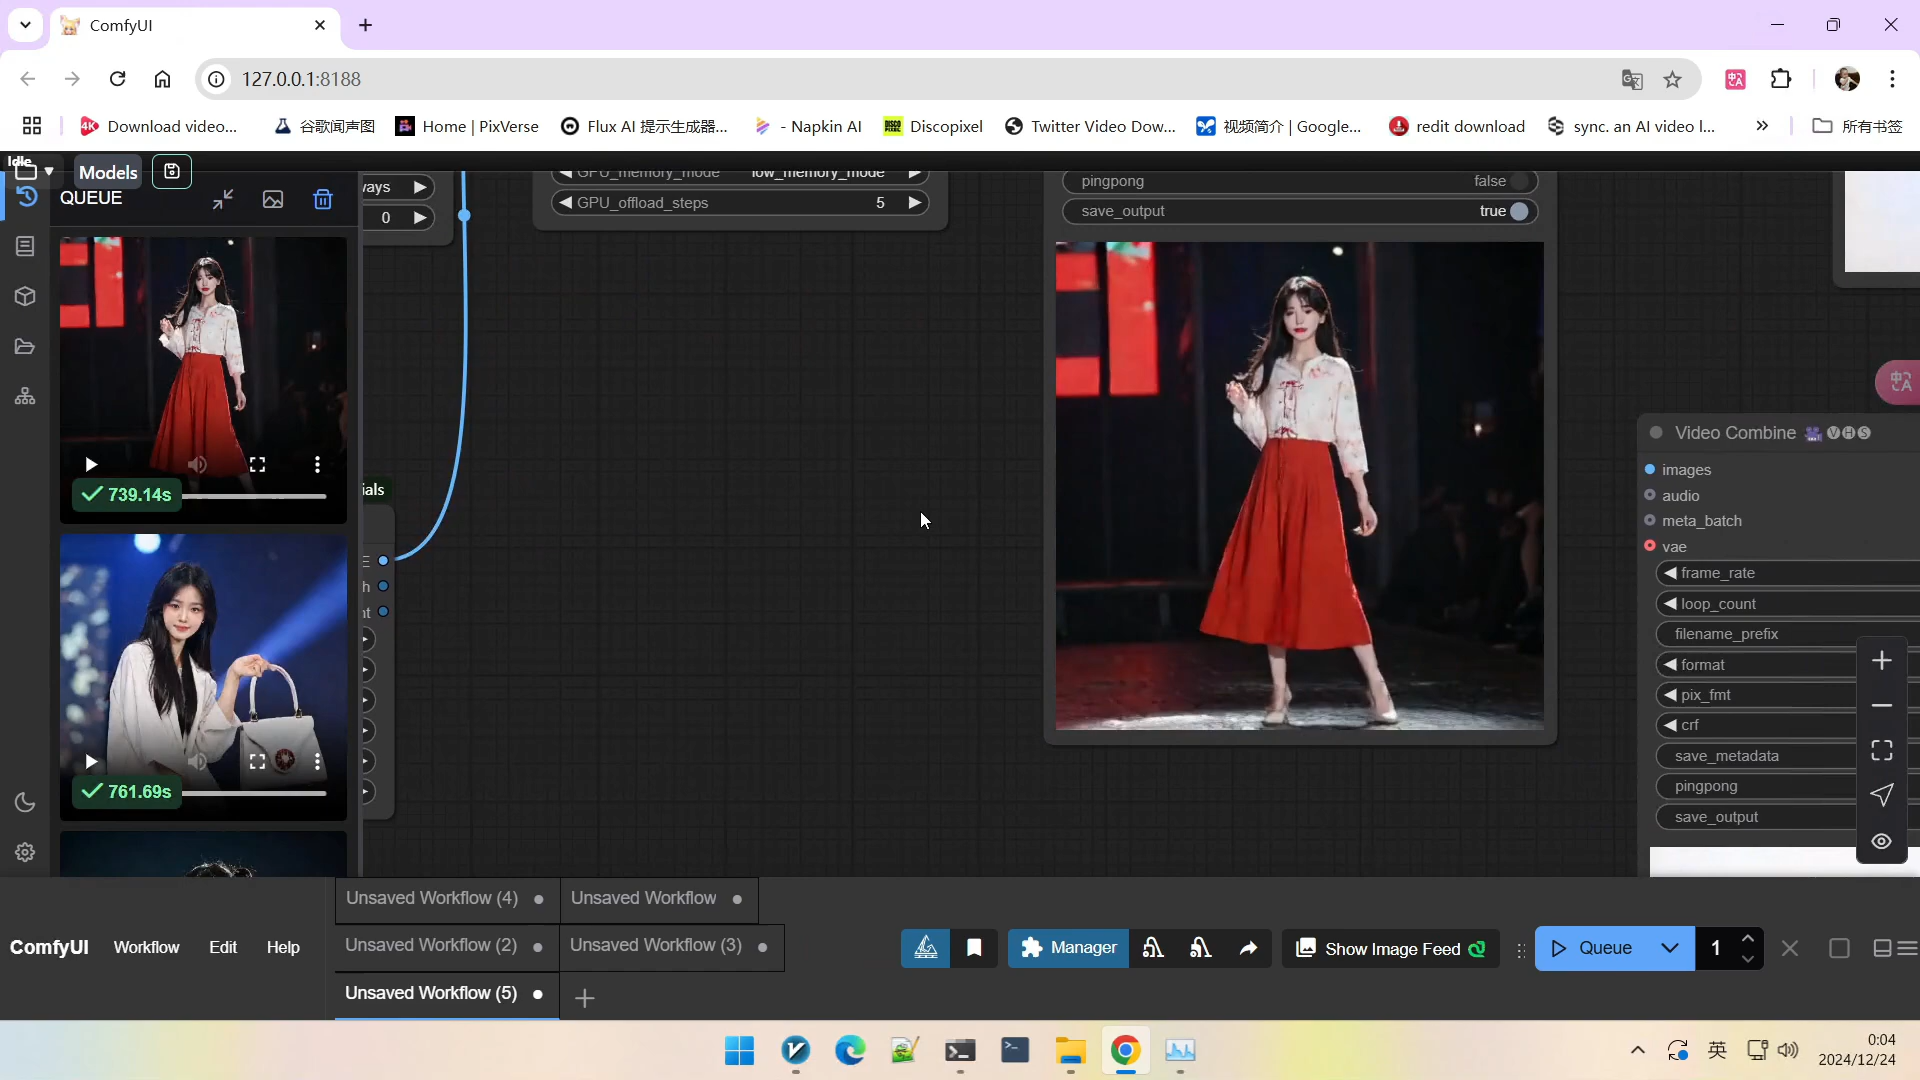 ComfyUI
127.0.0.1:8188
Download video...
谷歌闻声图
Home | PixVerse
Flux AI 提示生成器...
- Napkin AI
Discopixel
Twitter Video Dow...
视频简介 | Google...
redit download
sync. an AI video l...
所有书签
Idle
Models
QUEUE
ways
0
GPU_memory_mode low_memory_mode
GPU_offload_steps 5
pingpong false
save_output true
739.14s
761.69s
ials
Video Combine
VHS
images
audio
meta_batch
vae
frame_rate
loop_count
filename_prefix
format
pix_fmt
crf
save_metadata
pingpong
save_output
Unsaved Workflow (4)
Unsaved Workflow
Unsaved Workflow (2)
Unsaved Workflow (3)
Unsaved Workflow (5)
ComfyUI
Workflow
Edit
Help
Manager
Show Image Feed
Queue
1
英
0:04
2024/12/24